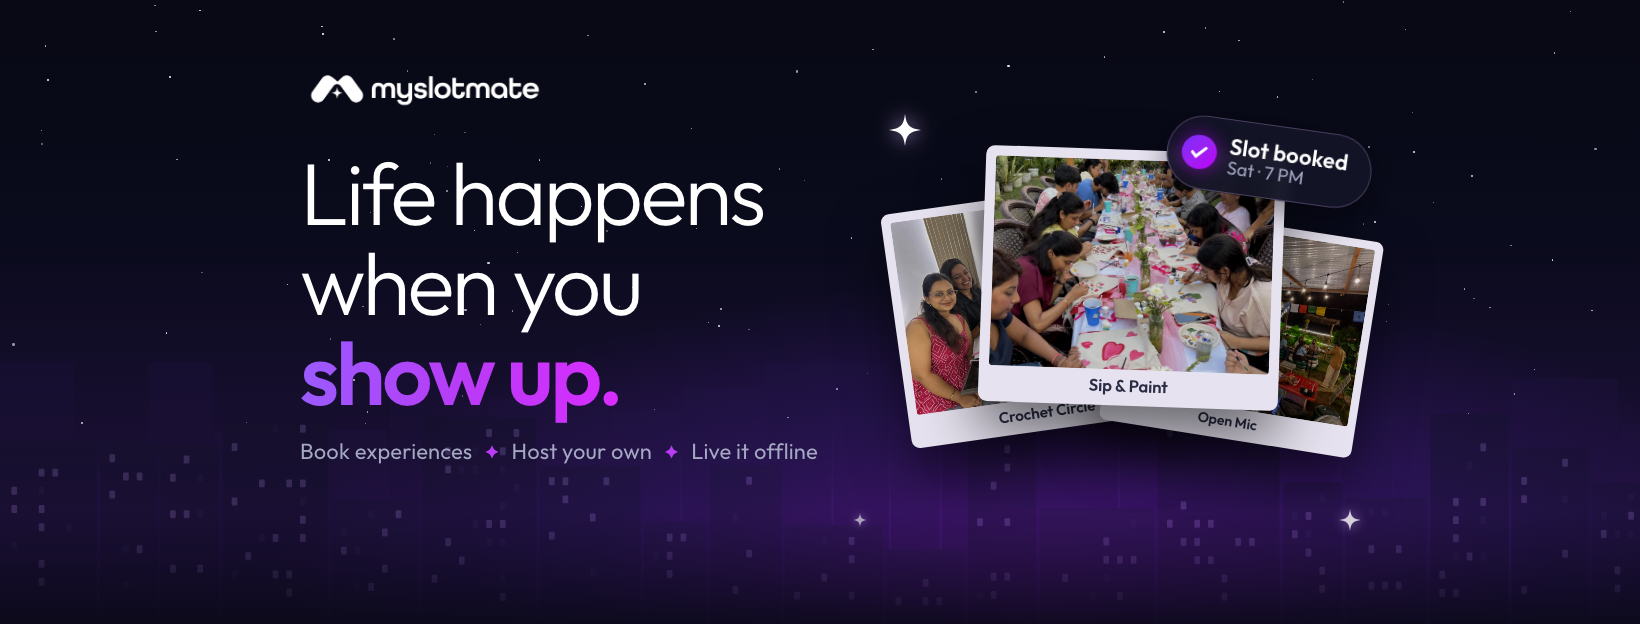 myslotmate
Life happens
when you
show up.
Book experiences ✦ Host your own ✦ Live it offline
Slot booked
Sat · 7 PM
Sip & Paint
Crochet Circle
Open Mic